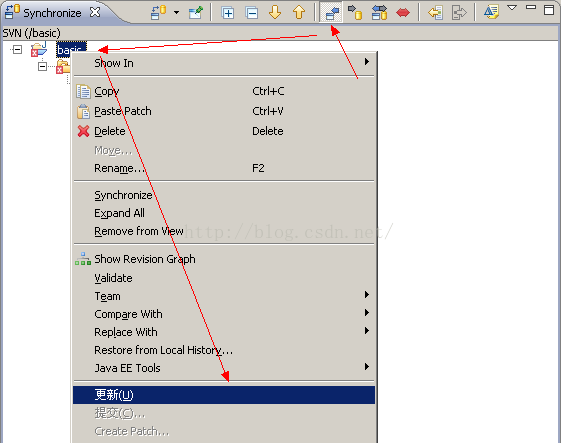 Synchronize
SVN (/basic)
basic
Show In
Copy Ctrl+C
Paste Patch Ctrl+V
Delete Delete
Move...
Rename... F2
Synchronize
Expand All
Remove from View
http://blog.csdn.net/
Show Revision Graph
Validate
Team
Compare With
Replace With
Restore from Local History...
Java EE Tools
更新(U)
提交(C)...
Create Patch...